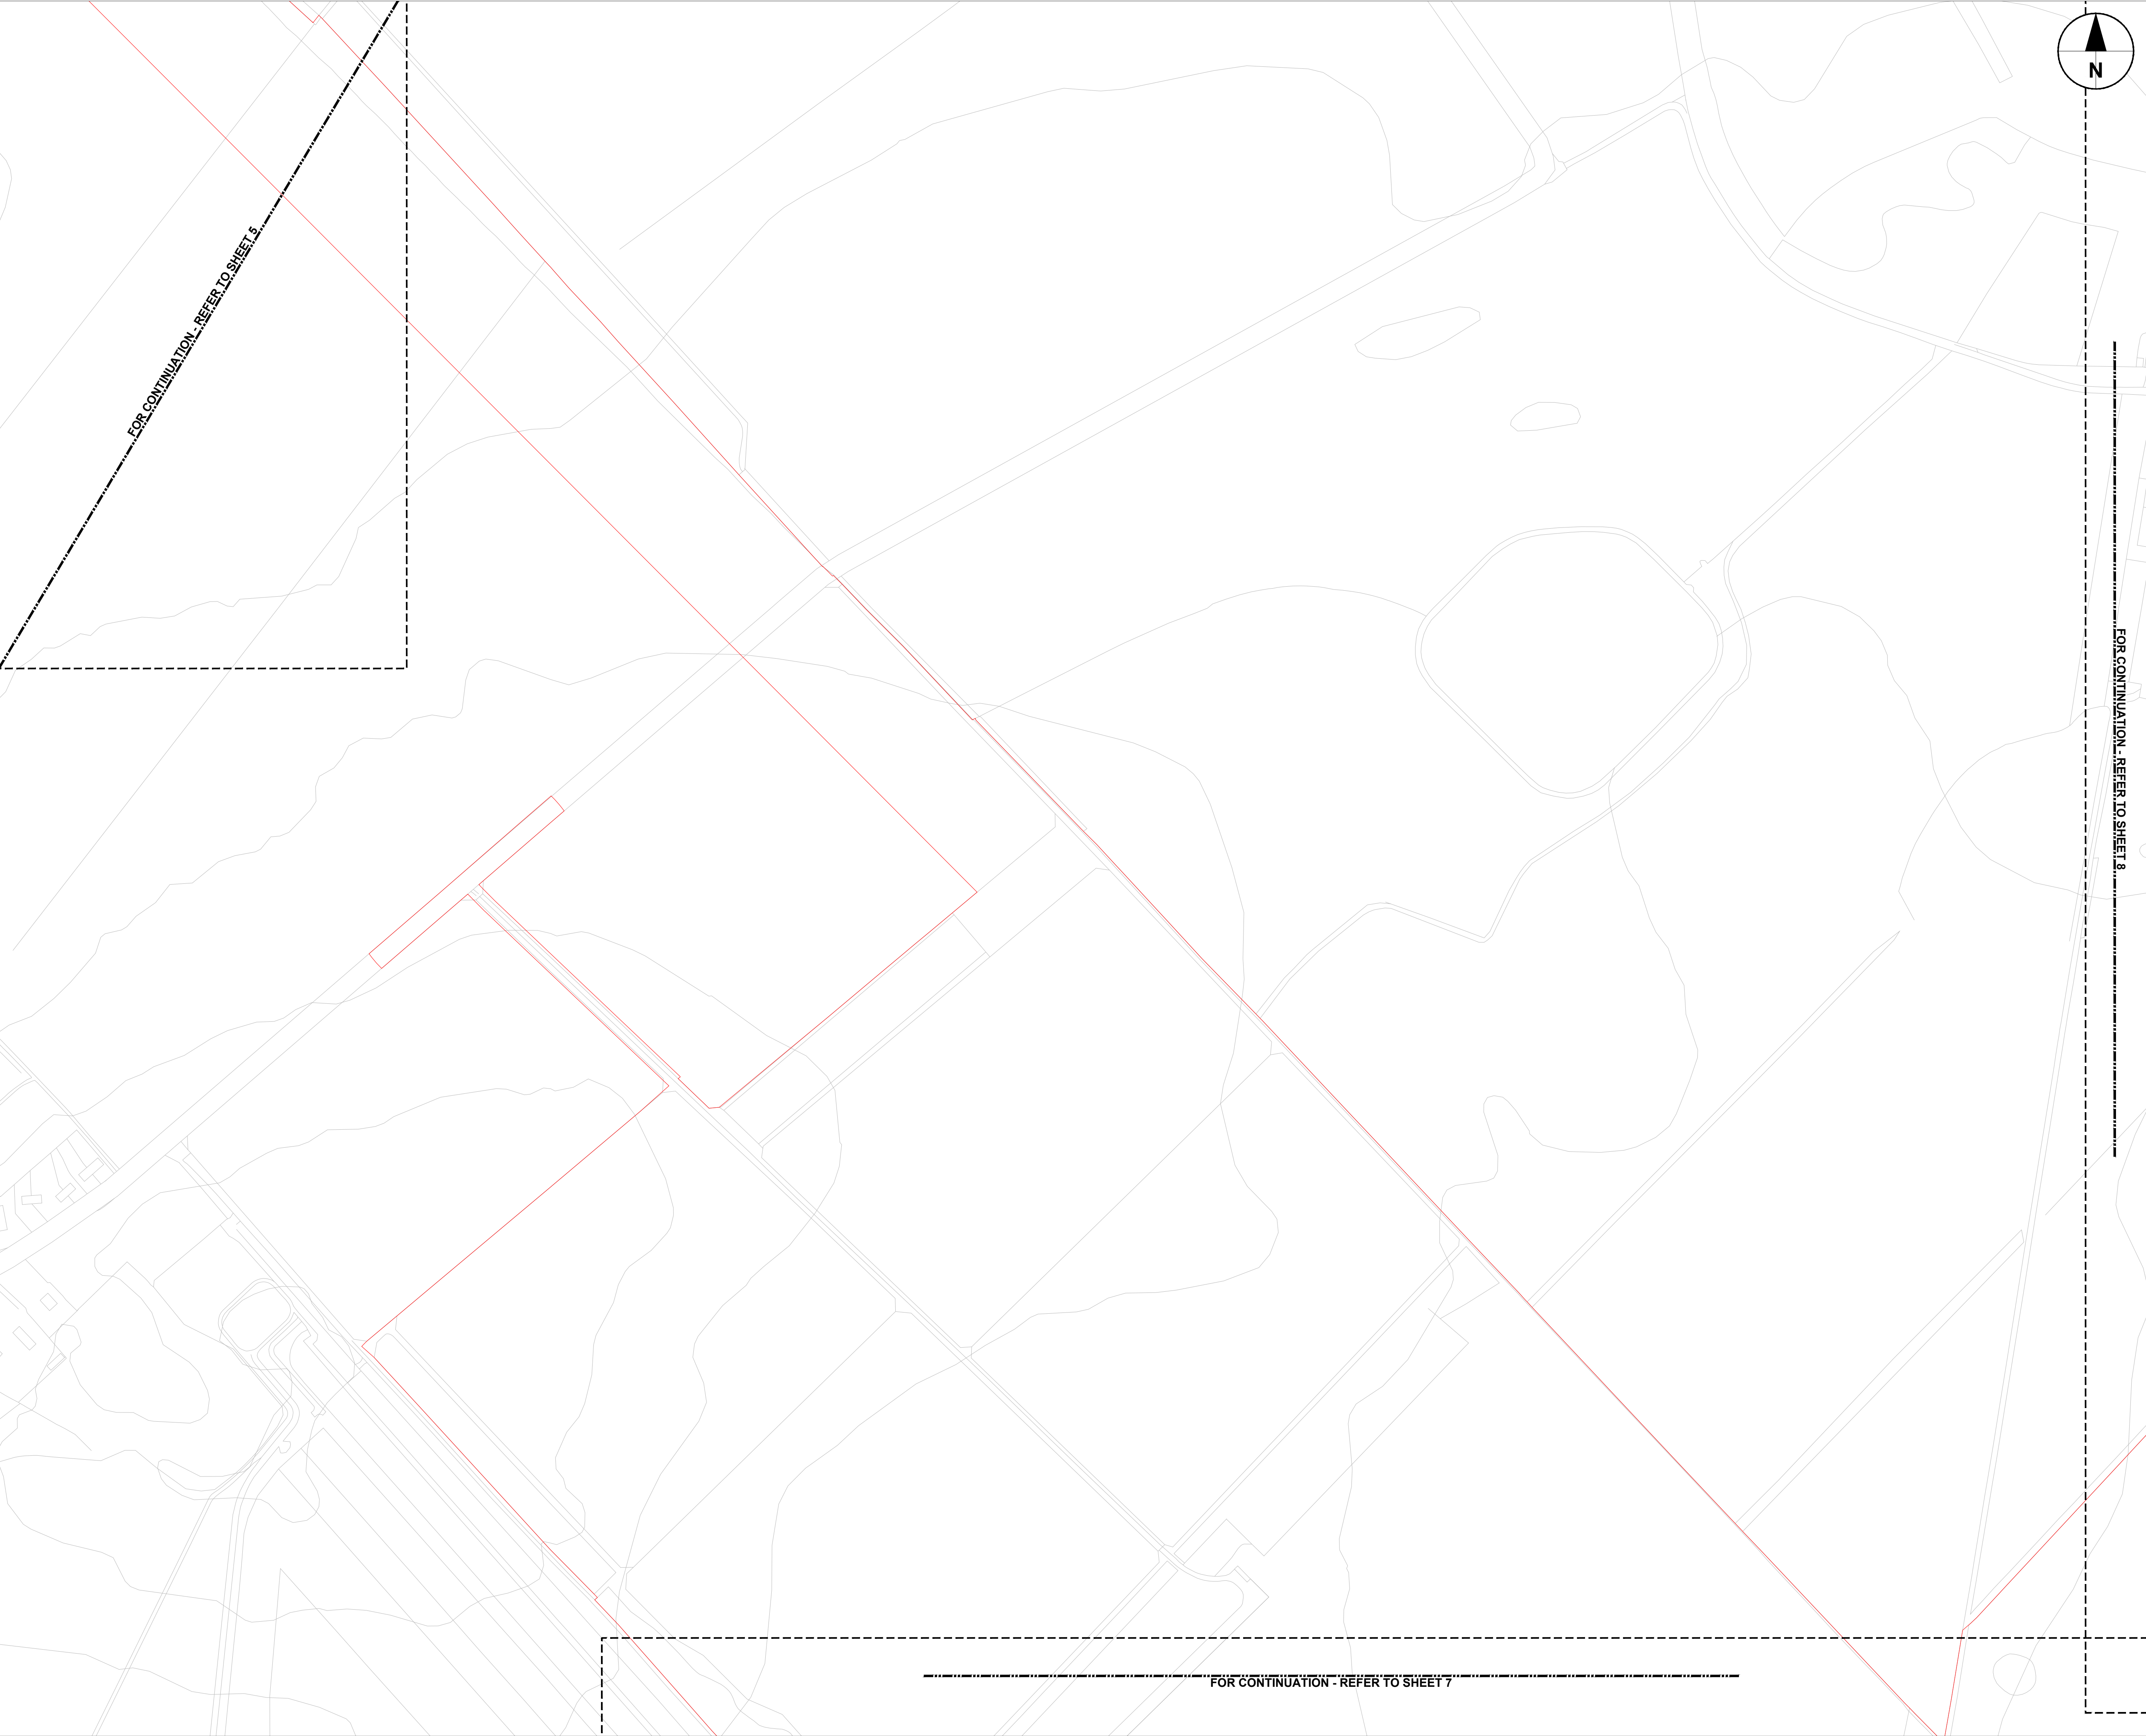 N
FOR CONTINUATION - REFER TO SHEET 5
FOR CONTINUATION - REFER TO SHEET 8
FOR CONTINUATION - REFER TO SHEET 7